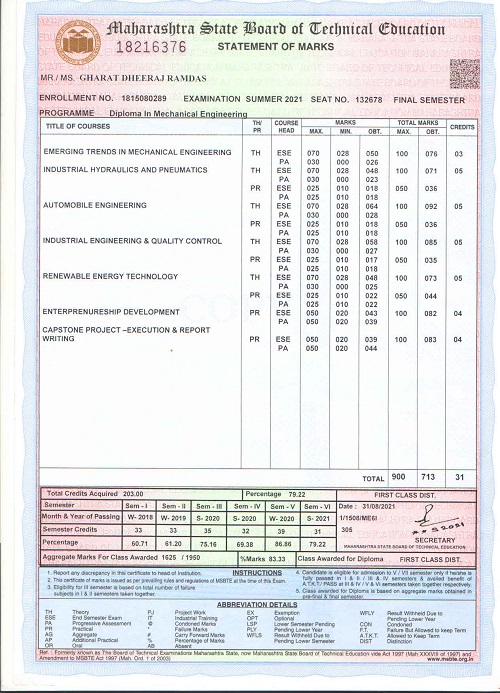 Maharashtra State Board of Technical Education
18216376
STATEMENT OF MARKS
MR / MS. GHARAT DHEERAJ RAMDAS
ENROLLMENT NO. 1815080289 EXAMINATION SUMMER 2021 SEAT NO. 132678 FINAL SEMESTER
PROGRAMME Diploma In Mechanical Engineering
TITLE OF COURSES TH/ PR COURSE HEAD MARKS TOTAL MARKS CREDITS
MAX. MIN. OBT. MAX. OBT.
EMERGING TRENDS IN MECHANICAL ENGINEERING TH ESE 070 028 050 100 076 03
PA 030 000 026
INDUSTRIAL HYDRAULICS AND PNEUMATICS TH ESE 070 028 048 100 071 05
PA 030 000 023
PR ESE 025 010 018 050 036
PA 025 010 018
AUTOMOBILE ENGINEERING TH ESE 070 028 064 100 092 05
PA 030 000 028
PR ESE 025 010 018 050 036
PA 025 010 018
INDUSTRIAL ENGINEERING & QUALITY CONTROL TH ESE 070 028 058 100 085 05
PA 030 000 027
PR ESE 025 010 017 050 035
PA 025 010 018
RENEWABLE ENERGY TECHNOLOGY TH ESE 070 028 048 100 073 05
PA 030 000 025
PR ESE 025 010 022 050 044
PA 025 010 022
ENTERPRENURESHIP DEVELOPMENT PR ESE 050 020 043 100 082 04
PA 050 020 039
CAPSTONE PROJECT –EXECUTION & REPORT
WRITING PR ESE 050 020 039 100 083 04
PA 050 020 044
TOTAL 900 713 31
Total Credits Acquired 203.00 Percentage 79.22 FIRST CLASS DIST.
Semester Sem - I Sem - II Sem - III Sem - IV Sem - V Sem - VI Date : 31/08/2021
Month & Year of Passing W- 2018 W- 2019 S- 2020 S- 2020 W- 2020 S- 2021 1/1508/ME6I
Semester Credits 33 33 35 32 39 31 305
Percentage 60.71 61.20 75.16 69.38 86.86 79.22 SECRETARY
MAHARASHTRA STATE BOARD OF TECHNICAL EDUCATION
Aggregate Marks For Class Awarded 1625 / 1950 %Marks 83.33 Class Awarded for Diploma FIRST CLASS DIST.
INSTRUCTIONS
1. Report any discrepancy in this certificate to head of institution.
2. This certificate of marks is issued as per prevailing rules and regulations of MSBTE at the time of this Exam.
3. Eligibility for III semester is based on total number of failure
subjects in I & II semesters taken together.
4. Candidate is eligible for admission to V / VII semester only if he/she is
fully passed in I & II / III & IV semesters & availed benefit of
A.T.K.T/ PASS at III & IV / V & VI semesters taken together respectively.
5. Class awarded for Diploma is based on aggregate marks obtained in
pre-final & final semester.
ABBREVIATION DETAILS
TH Theory PJ Project Work EX Exemption WFLY Result Withheld Due to
ESE End Semester Exam IT Industrial Training OPT Optional Pending Lower Year
PA Progressive Assessment @ Condoned Marks LSP Lower Semester Pending CON Condoned
PR Practical * Failure Marks PLY Pending Lower Year F.T. Failure But Allowed to keep Term
AG Aggregate # Carry Forward Marks WFLS Result Withheld Due to A.T.K.T. Allowed to Keep Term
AP Additional Practical % Percentage of Marks Pending Lower Semester DIST Distinction
OR Oral AB Absent
Ref. : Formerly known as The Board of Technical Examinations Maharashtra State, now Maharashtra State Board of Technical Education vide Act 1997 (Mah XXXVIII of 1997) and
Amendment to MSBTE Act 1997 (Mah. Ord. 1 of 2003) www.msbte.org.in